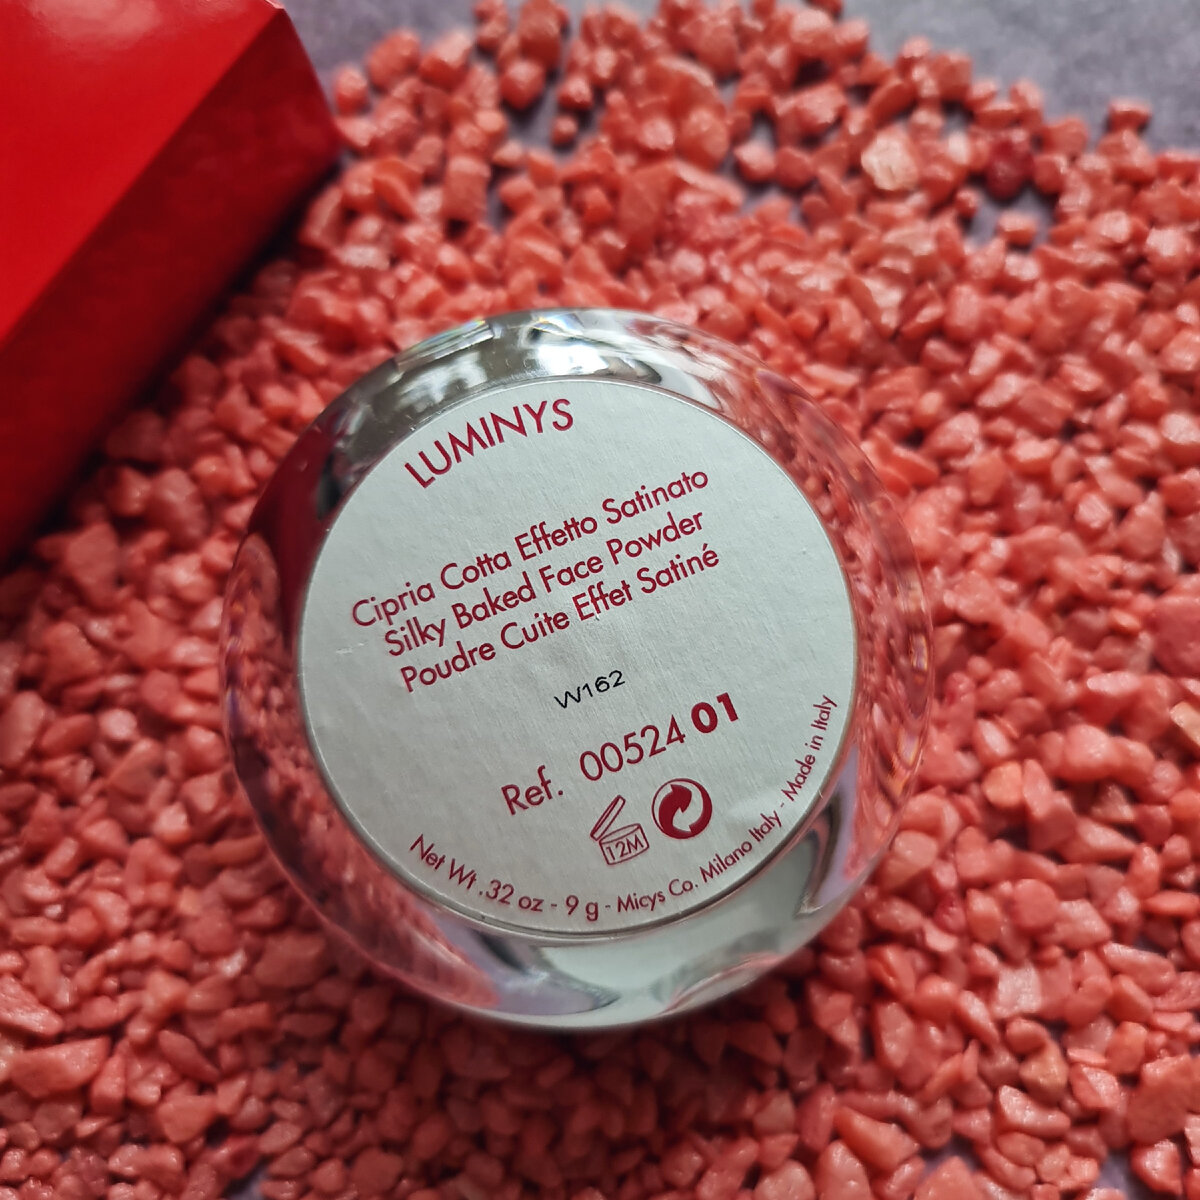 LUMINYS
Cipria Cotta Effetto Satinato
Silky Baked Face Powder
Poudre Cuite Effet Satiné
W162
Ref. 00524 01
12M
Net Wt .32 oz - 9 g - Micys Co. Milano Italy - Made in Italy